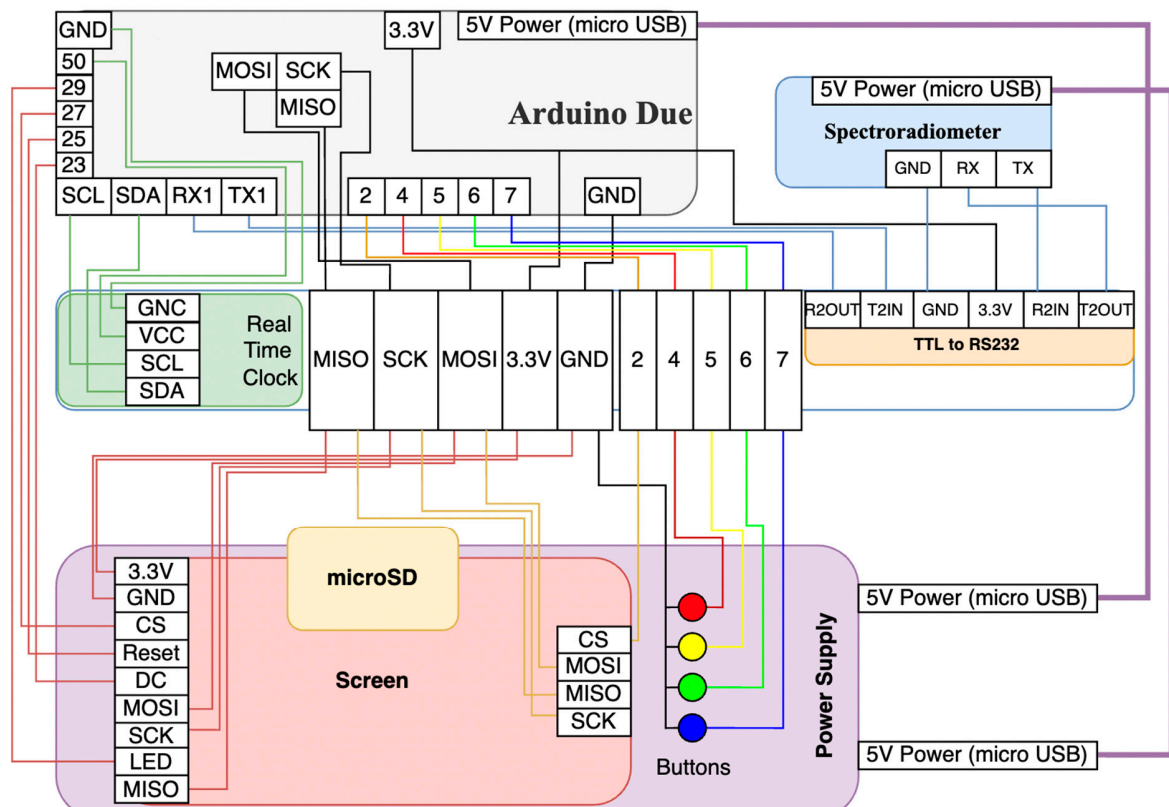 GND
3.3V
5V Power (micro USB)
50
29
27
25
23
MOSI
SCK
MISO
Arduino Due
5V Power (micro USB)
Spectroradiometer
GND
RX
TX
SCL
SDA
RX1
TX1
2
4
5
6
7
GND
GNC
VCC
SCL
SDA
Real
Time
Clock
MISO
SCK
MOSI
3.3V
GND
2
4
5
6
7
R2OUT
T2IN
GND
3.3V
R2IN
T2OUT
TTL to RS232
microSD
3.3V
GND
CS
Reset
DC
MOSI
SCK
LED
MISO
Screen
CS
MOSI
MISO
SCK
Buttons
Power Supply
5V Power (micro USB)
5V Power (micro USB)